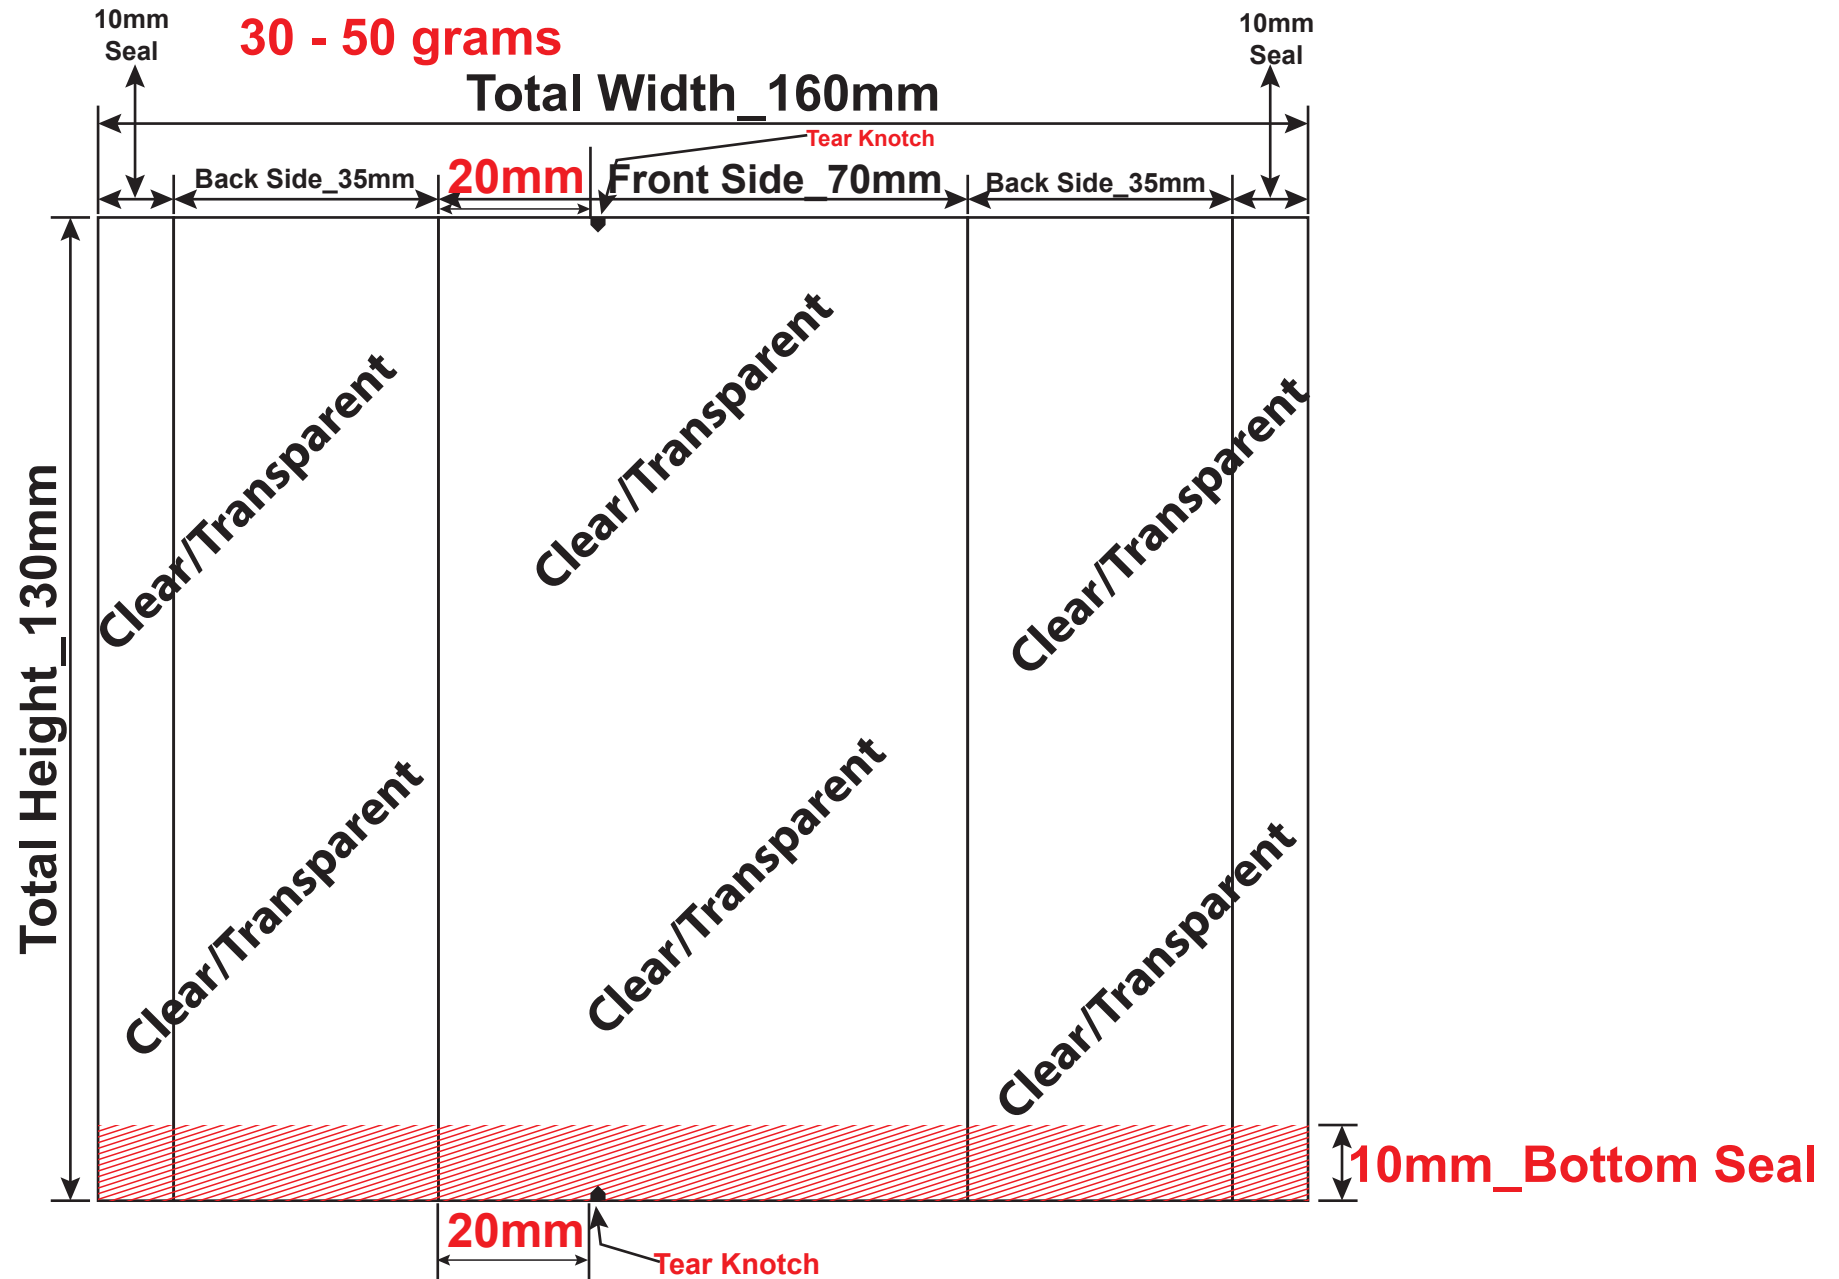 10mm
Seal
30 - 50 grams
10mm
Seal
Total Width_160mm
Tear Knotch
Back Side_35mm
20mm
Front Side_70mm
Back Side_35mm
Clear/Transparent
Clear/Transparent
Clear/Transparent
Total Height_130mm
Clear/Transparent
Clear/Transparent
Clear/Transparent
10mm_Bottom Seal
20mm
Tear Knotch